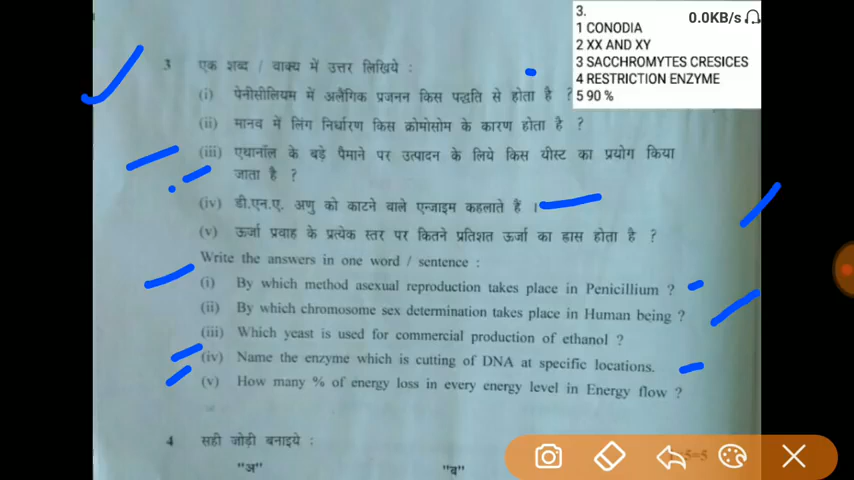 3.
0.0KB/s
1 CONODIA
2 XX AND XY
3 SACCHROMYTES CRESICES
4 RESTRICTION ENZYME
5 90 %
3 एक शब्द / वाक्य में उत्तर लिखिये :
(i) पेनीसीलियम में अलैंगिक प्रजनन किस पद्धति से होता है ?
(ii) मानव में लिंग निर्धारण किस क्रोमोसोम के कारण होता है ?
(iii) एथानॉल के बड़े पैमाने पर उत्पादन के लिये किस यीस्ट का प्रयोग किया
जाता है ?
(iv) डी.एन.ए. अणु को काटने वाले एन्जाइम कहलाते हैं ।
(v) ऊर्जा प्रवाह के प्रत्येक स्तर पर कितने प्रतिशत ऊर्जा का ह्रास होता है ?
Write the answers in one word / sentence :
(i) By which method asexual reproduction takes place in Penicillium ?
(ii) By which chromosome sex determination takes place in Human being ?
(iii) Which yeast is used for commercial production of ethanol ?
(iv) Name the enzyme which is cutting of DNA at specific locations.
(v) How many % of energy loss in every energy level in Energy flow ?
4 सही जोड़ी बनाइये :
5=5
"अ" "ब"